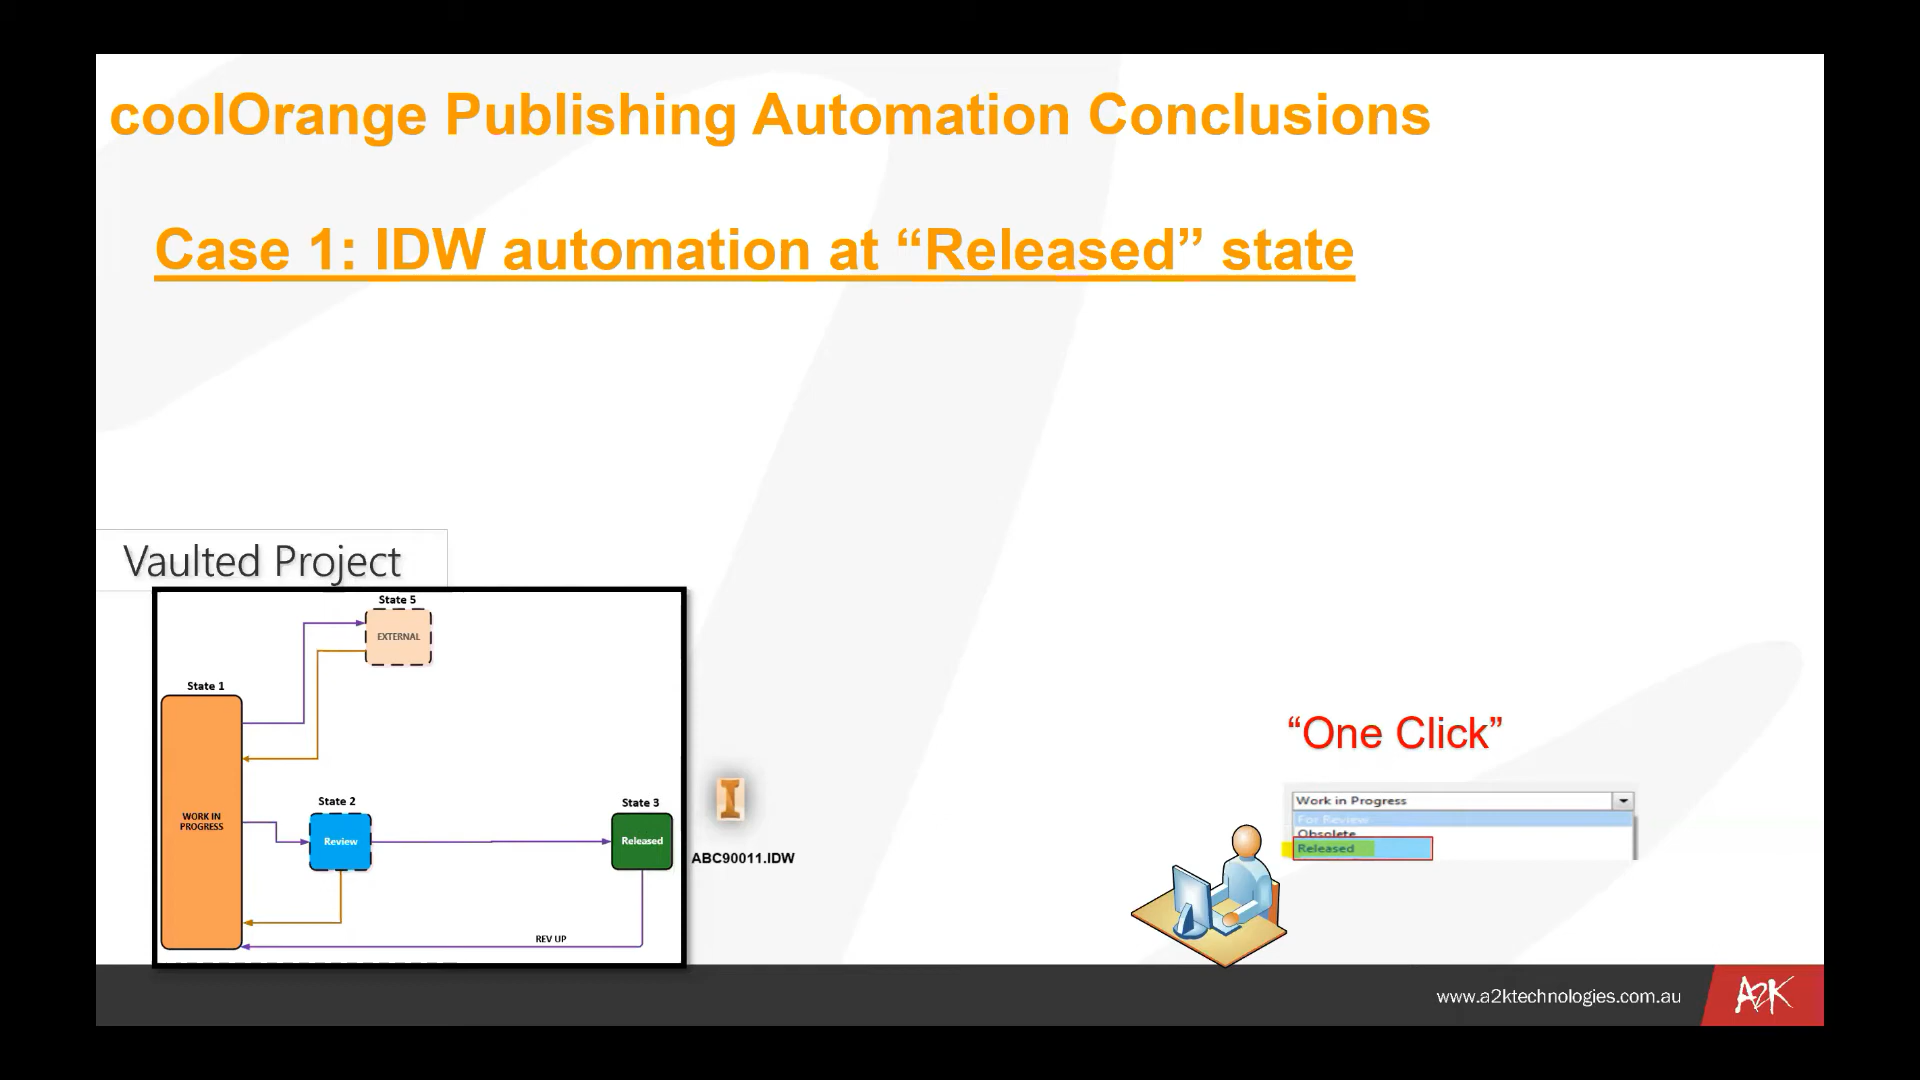 coolOrange Publishing Automation Conclusions
Case 1: IDW automation at “Released” state
Vaulted Project
State 5
EXTERNAL
State 1
WORK IN
PROGRESS
State 2
Review
State 3
Released
REV UP
ABC90011.IDW
“One Click”
Work in Progress
For Review
Obsolete
Released
www.a2ktechnologies.com.au
A2K